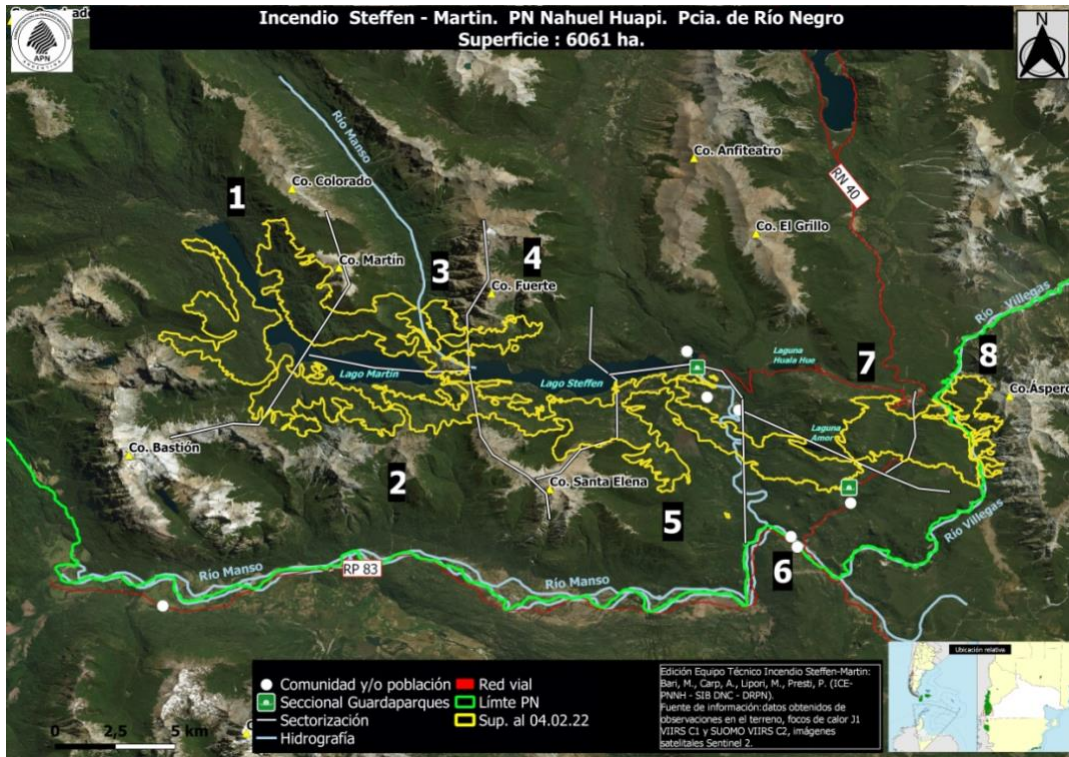 Incendio Steffen - Martin. PN Nahuel Huapi. Pcia. de Río Negro
Superficie : 6061 ha.
APN
ARGENTINA
N
Río Manso
Co. Anfiteatro
RN 40
Co. Colorado
1
Co. El Grillo
Co. Martin
3
4
Co. Fuerte
Río Villegas
Laguna
Huala Hue
7
8
Lago Martin
Lago Steffen
Co. Áspero
Laguna
Amor
Co. Bastión
2
Co. Santa Elena
5
Río Villegas
6
Río Manso
RP 83
Río Manso
Comunidad y/o población
Seccional Guardaparques
Sectorización
Hidrografía
Red vial
Límte PN
Sup. al 04.02.22
Edición Equipo Técnico Incendio Steffen-Martin:
Bari, M., Carp, A., Lipori, M., Presti, P. (ICE-
PNNH - SIB DNC - DRPN).
Fuente de información:datos obtenidos de
observaciones en el terreno, focos de calor J1
VIIRS C1 y SUOMO VIIRS C2, imágenes
satelitales Sentinel 2.
Ubicación relativa
0 2,5 5 km